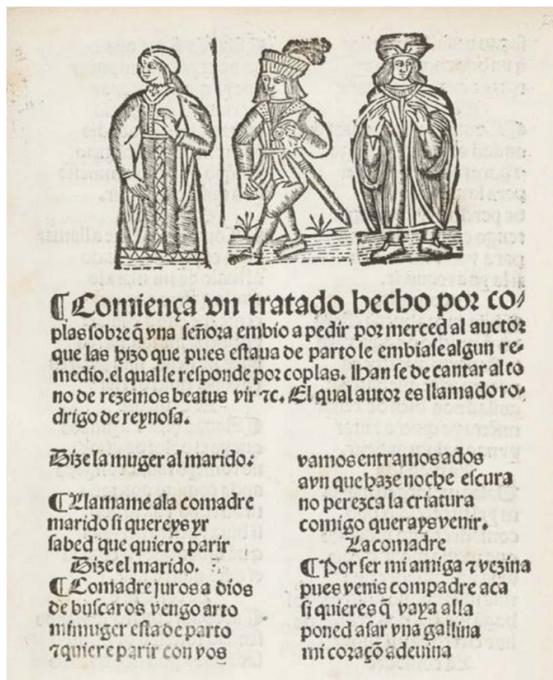 ¶Comiença vn tratado hecho por co/
plas sobre q̃ vna señora embio a pedir por merced al auctor
que las hizo que pues estaua de parto le embiase algun re/
medio. el qual le responde por coplas. Han se de cantar al to
no de rezemos beatus vir ⁊c. El qual autor es llamado ro/
drigo de reynosa.
Dize la muger al marido.
¶Llamame ala comadre
marido si quereys yr
sabed que quiero parir
Dize el marido.
¶Comadre juros a dios
de buscaros vengo arto
mi muger esta de parto
⁊ quiere parir con vos
vamos entramos a dos
avn que haze noche escura
no perezca la criatura
comigo querays venir.
La comadre
¶Por ser mi amiga ⁊ vezina
pues venis compadre aca
si quieres q̃ vaya alla
poned a asar vna gallina
mi coraçõ adeuina